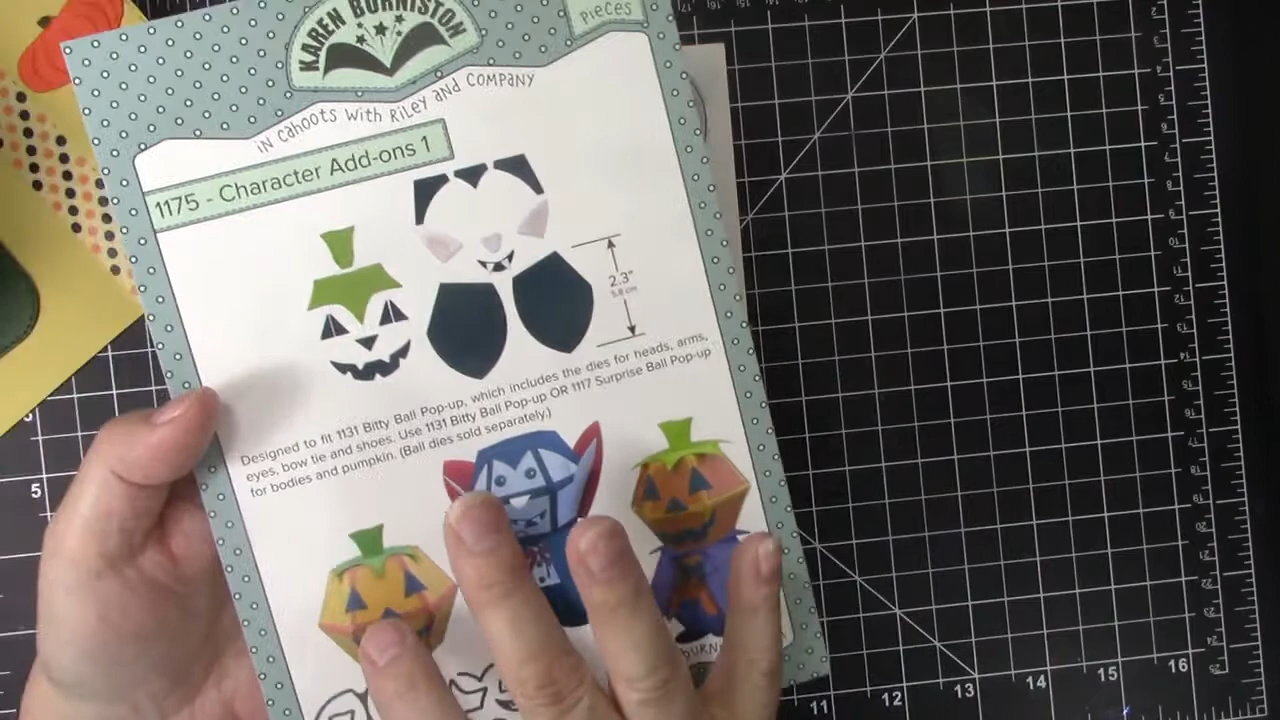 KAREN BURNISTON
PIECES
in cahoots with RILEY and COMPANY
1175 - Character Add-ons 1
2.3"
5.8 cm
Designed to fit 1131 Bitty Ball Pop-up, which includes the dies for heads, arms,
eyes, bow tie and shoes. Use 1131 Bitty Ball Pop-up OR 1117 Surprise Ball Pop-up
for bodies and pumpkin. (Ball dies sold separately.)
5
11 12 13 14 15 16